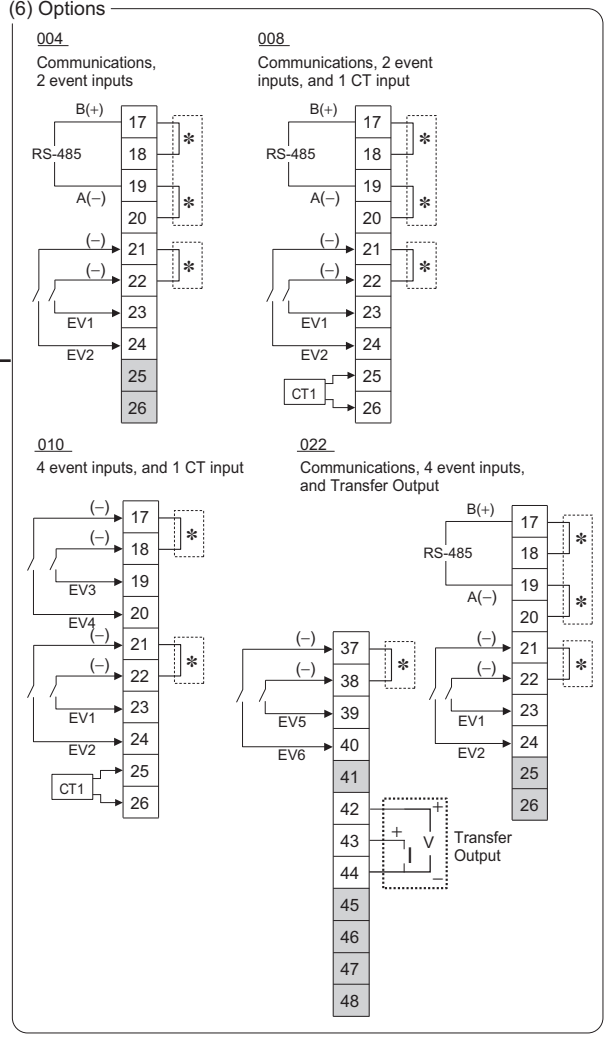 (6) Options
004
Communications,
2 event inputs
B(+)
RS-485
A(−)
(−)
(−)
EV1
EV2
17
18
19
20
21
22
23
24
25
26
*
*
*
008
Communications, 2 event
inputs, and 1 CT input
B(+)
RS-485
A(−)
(−)
(−)
EV1
EV2
CT1
17
18
19
20
21
22
23
24
25
26
*
*
*
010
4 event inputs, and 1 CT input
(−)
(−)
EV3
EV4
(−)
(−)
EV1
EV2
CT1
17
18
19
20
21
22
23
24
25
26
*
*
022
Communications, 4 event inputs,
and Transfer Output
(−)
(−)
EV5
EV6
37
38
39
40
41
42
43
44
45
46
47
48
*
+
+
I
V
−
Transfer
Output
B(+)
RS-485
A(−)
(−)
(−)
EV1
EV2
17
18
19
20
21
22
23
24
25
26
*
*
*